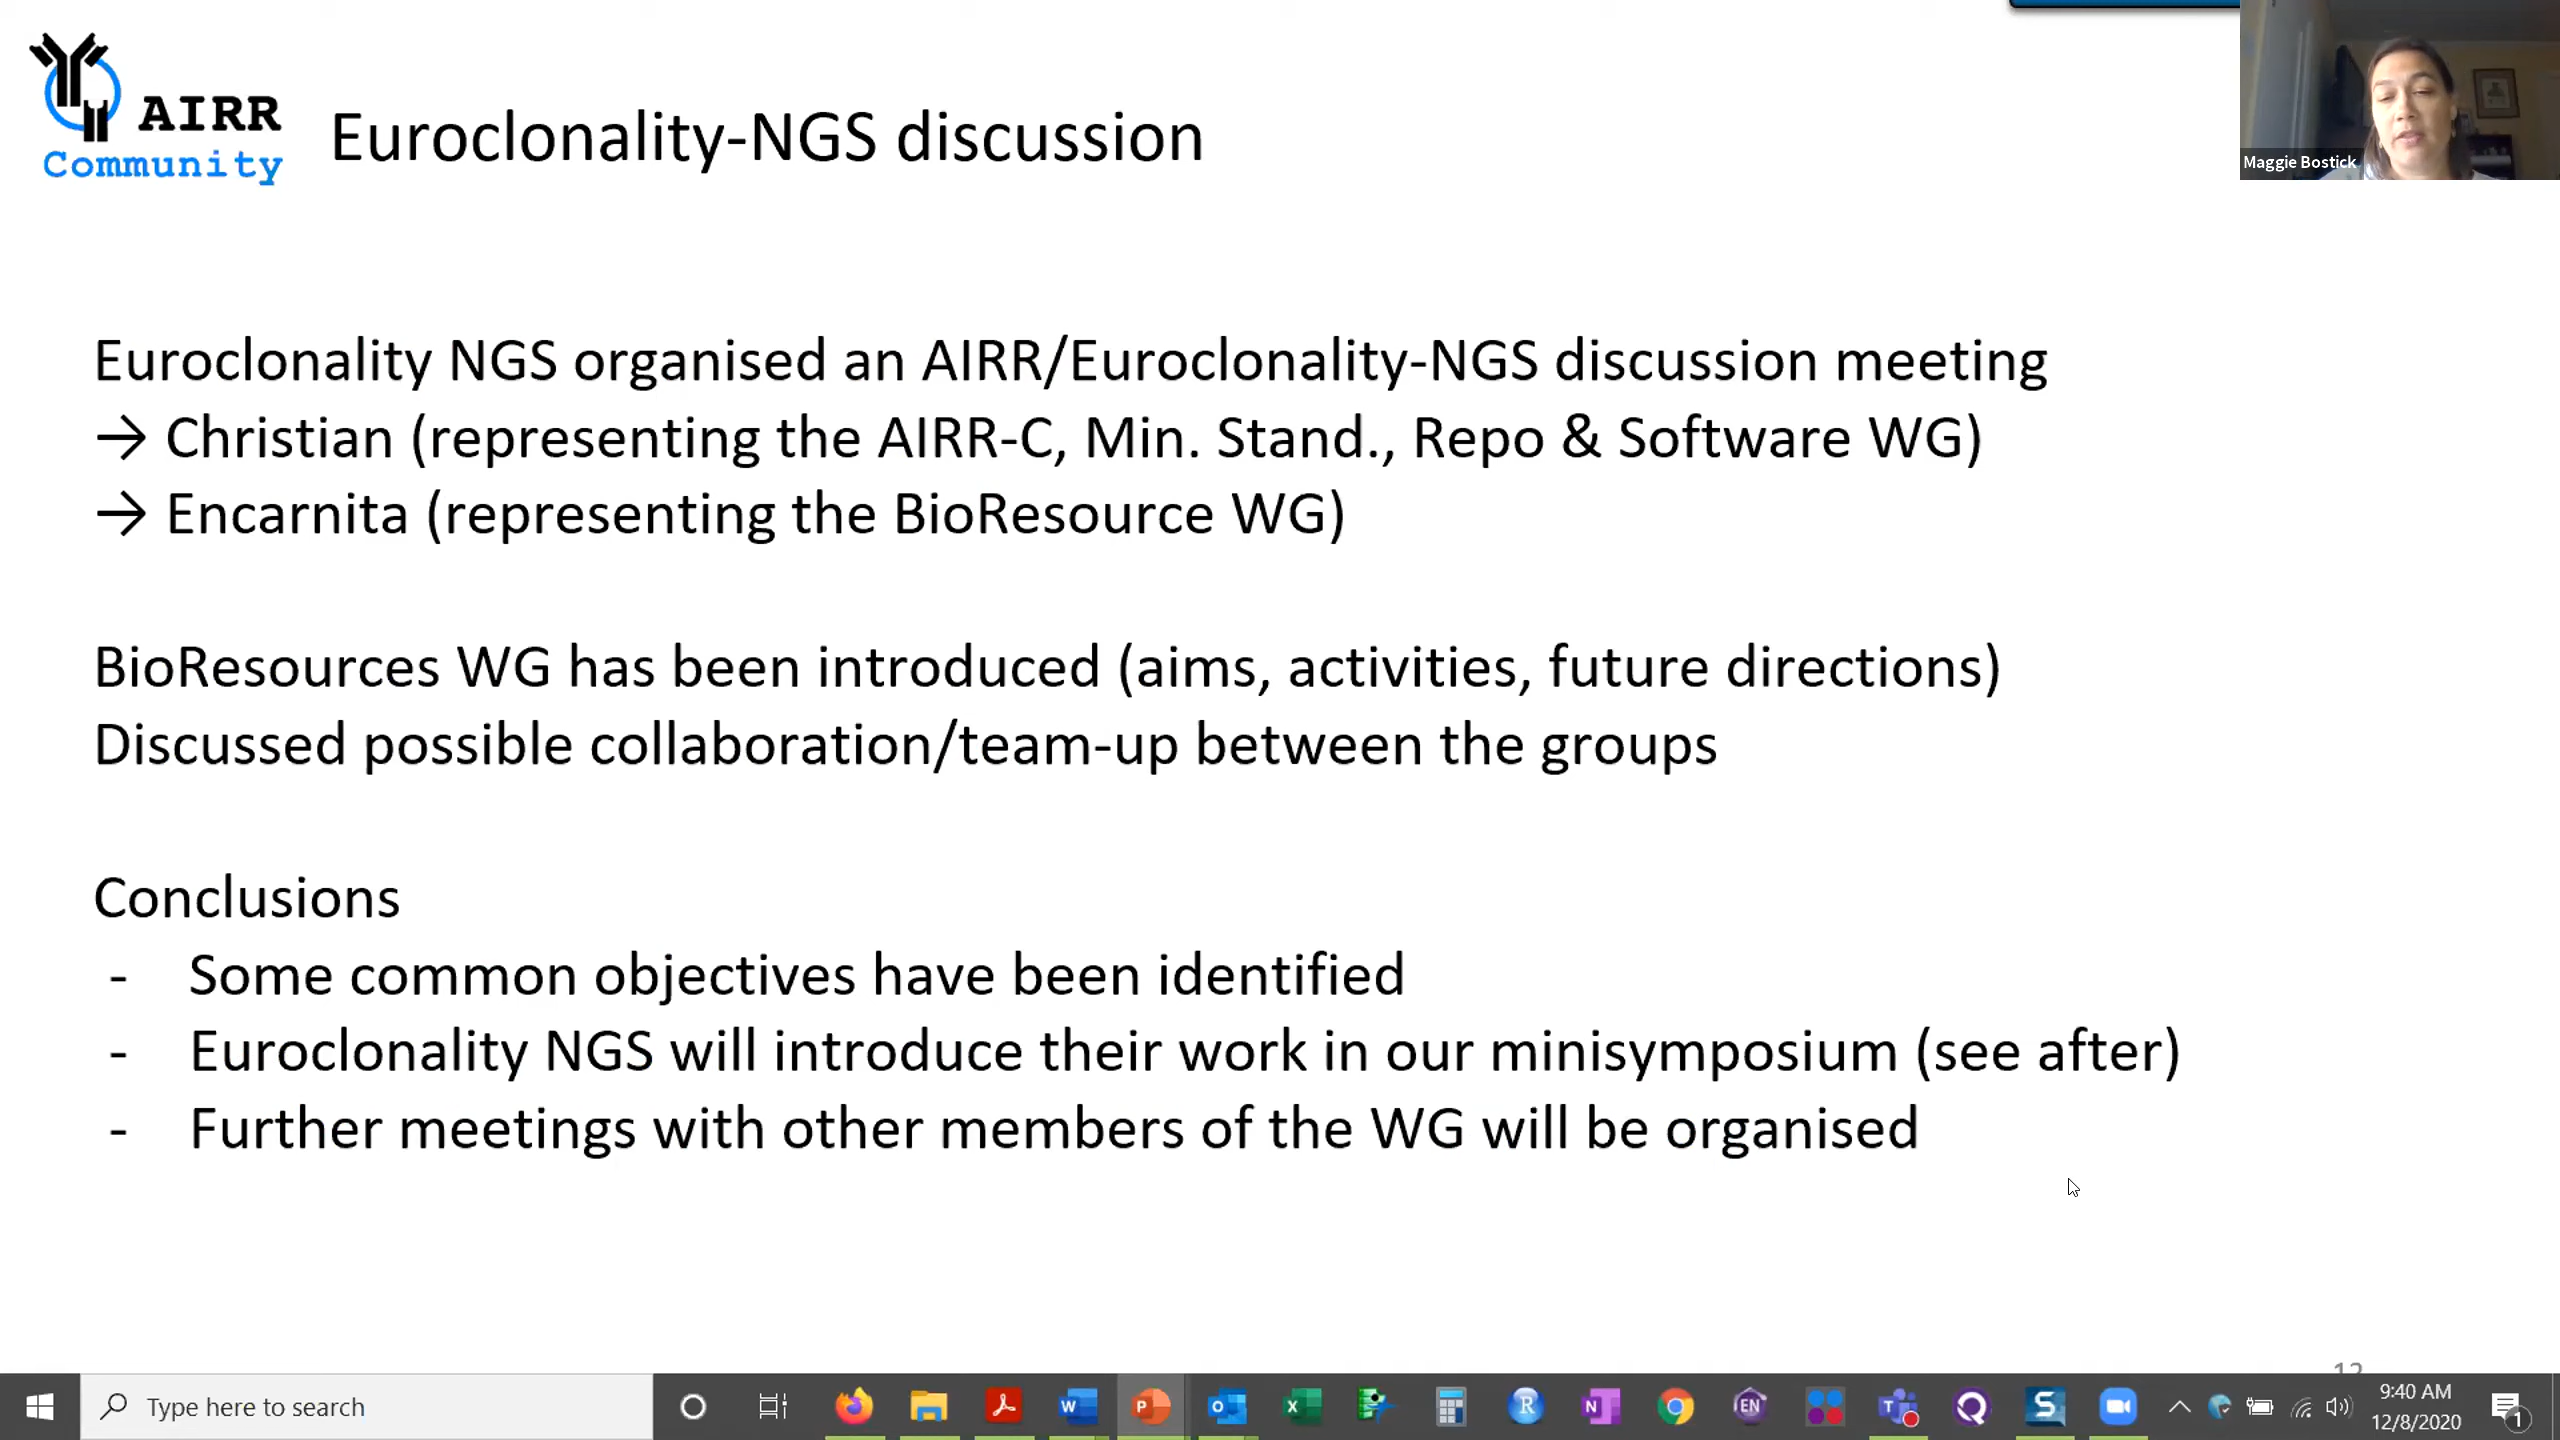 AIRR
Community
Euroclonality-NGS discussion
Maggie Bostick
Euroclonality NGS organised an AIRR/Euroclonality-NGS discussion meeting
→ Christian (representing the AIRR-C, Min. Stand., Repo & Software WG)
→ Encarnita (representing the BioResource WG)
BioResources WG has been introduced (aims, activities, future directions)
Discussed possible collaboration/team-up between the groups
Conclusions
- Some common objectives have been identified
- Euroclonality NGS will introduce their work in our minisymposium (see after)
- Further meetings with other members of the WG will be organised
Type here to search
9:40 AM
12/8/2020